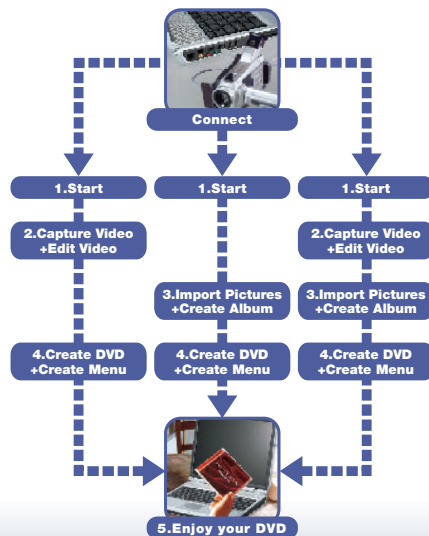 Connect
1.Start
1.Start
1.Start
2.Capture Video
+Edit Video
2.Capture Video
+Edit Video
3.Import Pictures
+Create Album
3.Import Pictures
+Create Album
4.Create DVD
+Create Menu
4.Create DVD
+Create Menu
4.Create DVD
+Create Menu
5.Enjoy your DVD